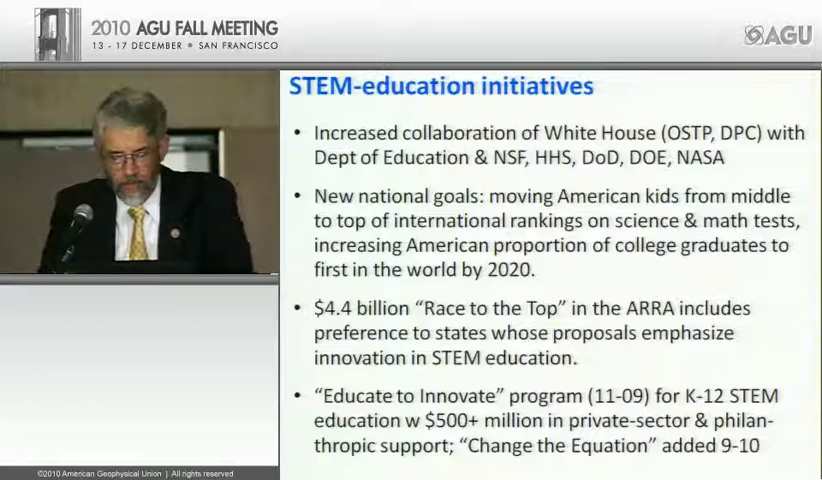 2010 AGU FALL MEETING
13 - 17 DECEMBER • SAN FRANCISCO
AGU
STEM-education initiatives
• Increased collaboration of White House (OSTP, DPC) with
Dept of Education & NSF, HHS, DoD, DOE, NASA
• New national goals: moving American kids from middle
to top of international rankings on science & math tests,
increasing American proportion of college graduates to
first in the world by 2020.
• $4.4 billion “Race to the Top” in the ARRA includes
preference to states whose proposals emphasize
innovation in STEM education.
• “Educate to Innovate” program (11-09) for K-12 STEM
education w $500+ million in private-sector & philan-
thropic support; “Change the Equation” added 9-10
©2010 American Geophysical Union | All rights reserved